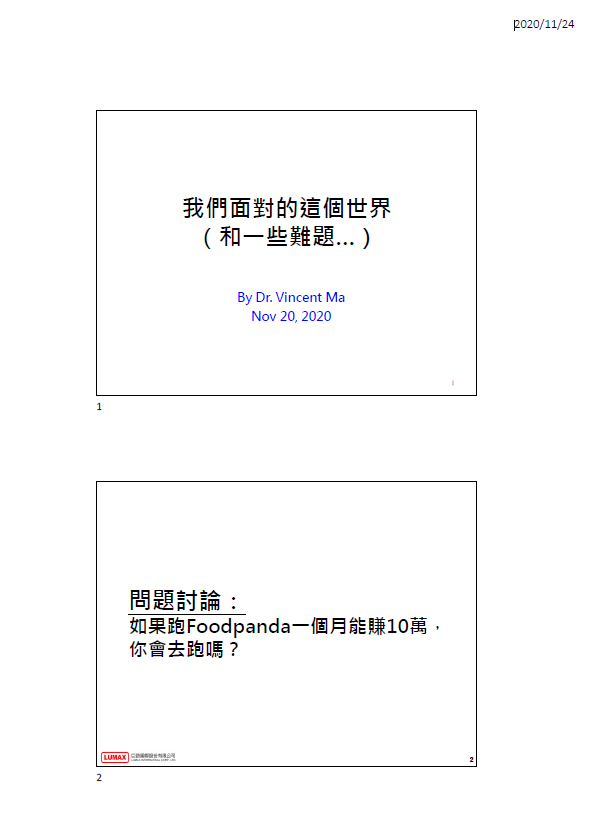 2020/11/24
我們面對的這個世界
（和一些難題…）
By Dr. Vincent Ma
Nov 20, 2020
1
1
問題討論：
如果跑Foodpanda一個月能賺10萬，
你會去跑嗎？
LUMAX
2
2